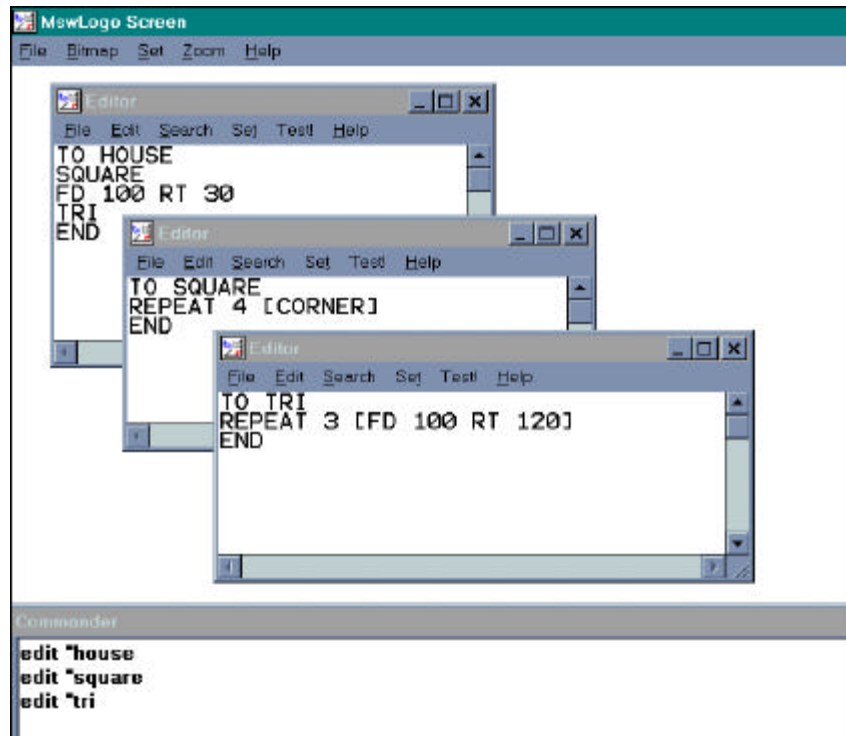 MswLogo Screen
File Bitmap Set Zoom Help
Editor
File Edit Search Set Test! Help
TO HOUSE
SQUARE
FD 100 RT 30
TRI
END
Editor
File Edit Search Set Test! Help
TO SQUARE
REPEAT 4 [CORNER]
END
Editor
File Edit Search Set Test! Help
TO TRI
REPEAT 3 [FD 100 RT 120]
END
Commander
edit "house
edit "square
edit "tri